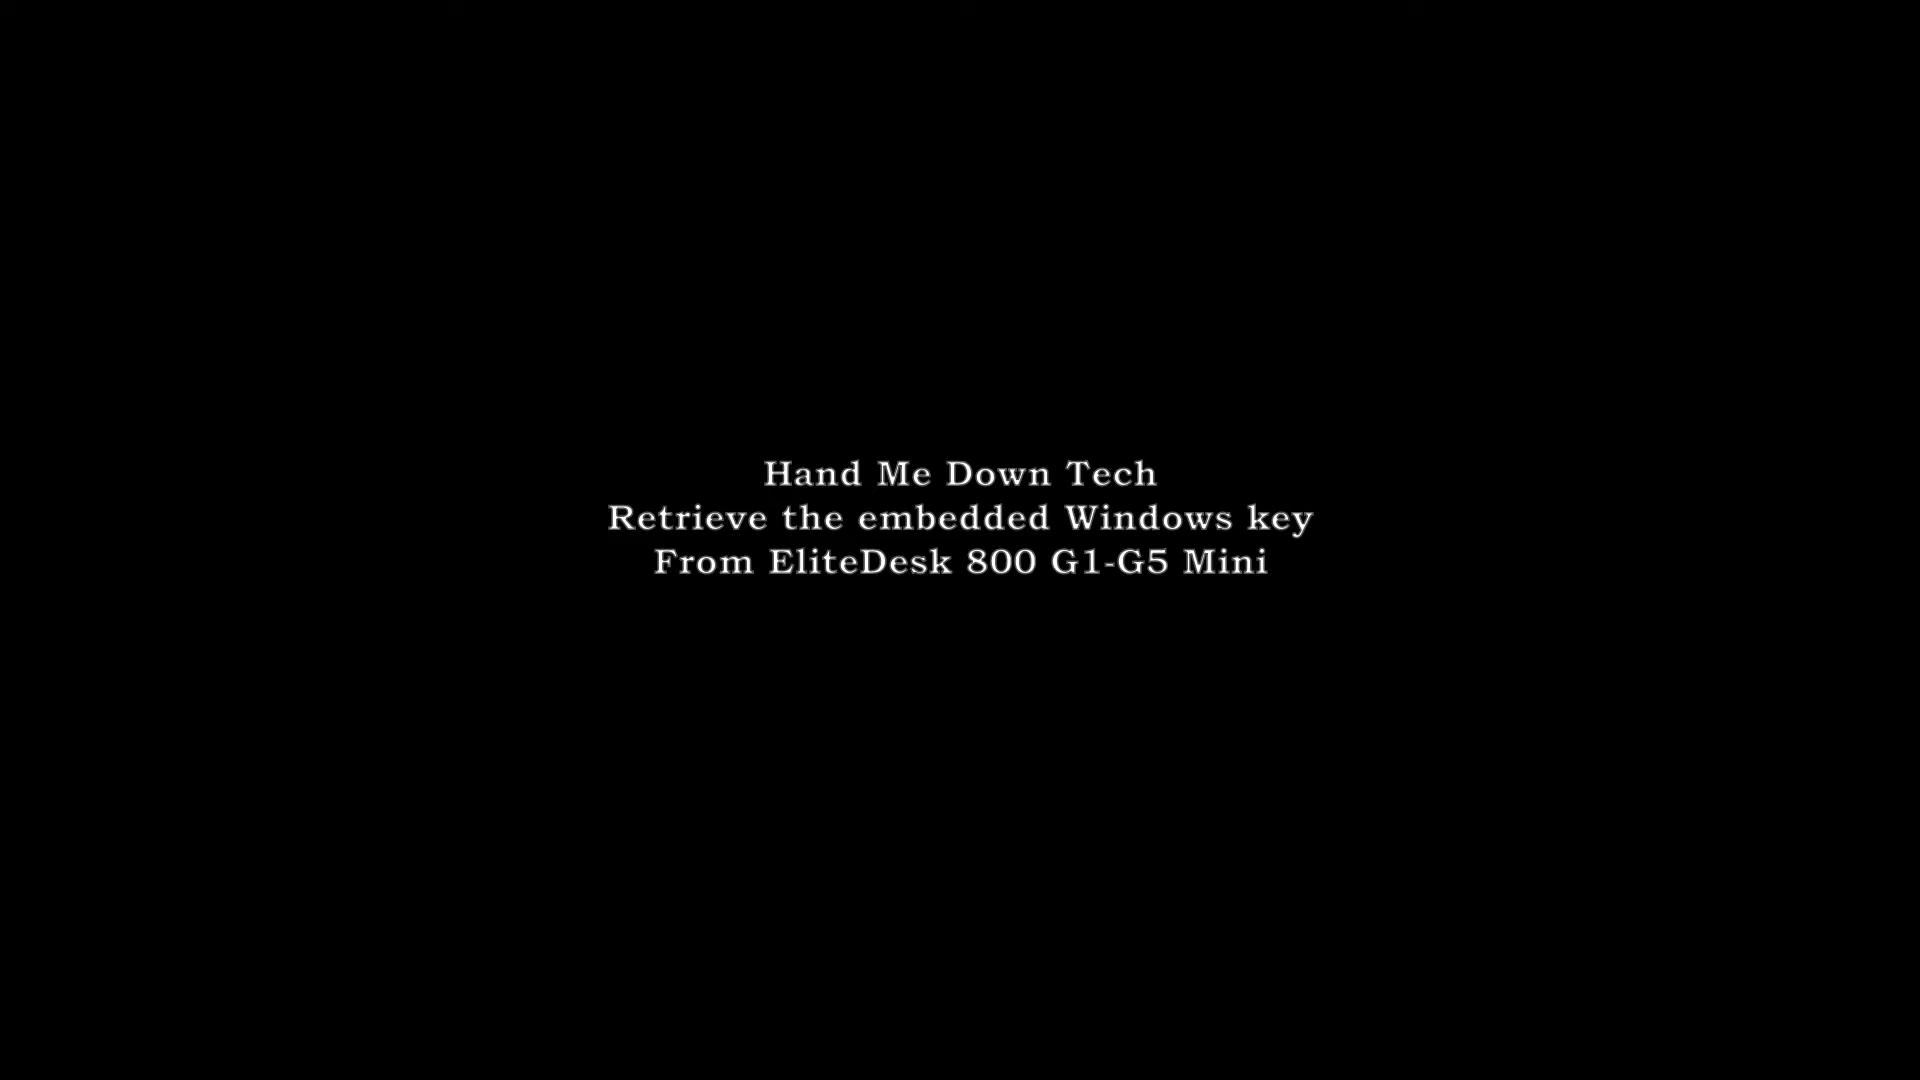 Hand Me Down Tech
Retrieve the embedded Windows key
From EliteDesk 800 G1-G5 Mini